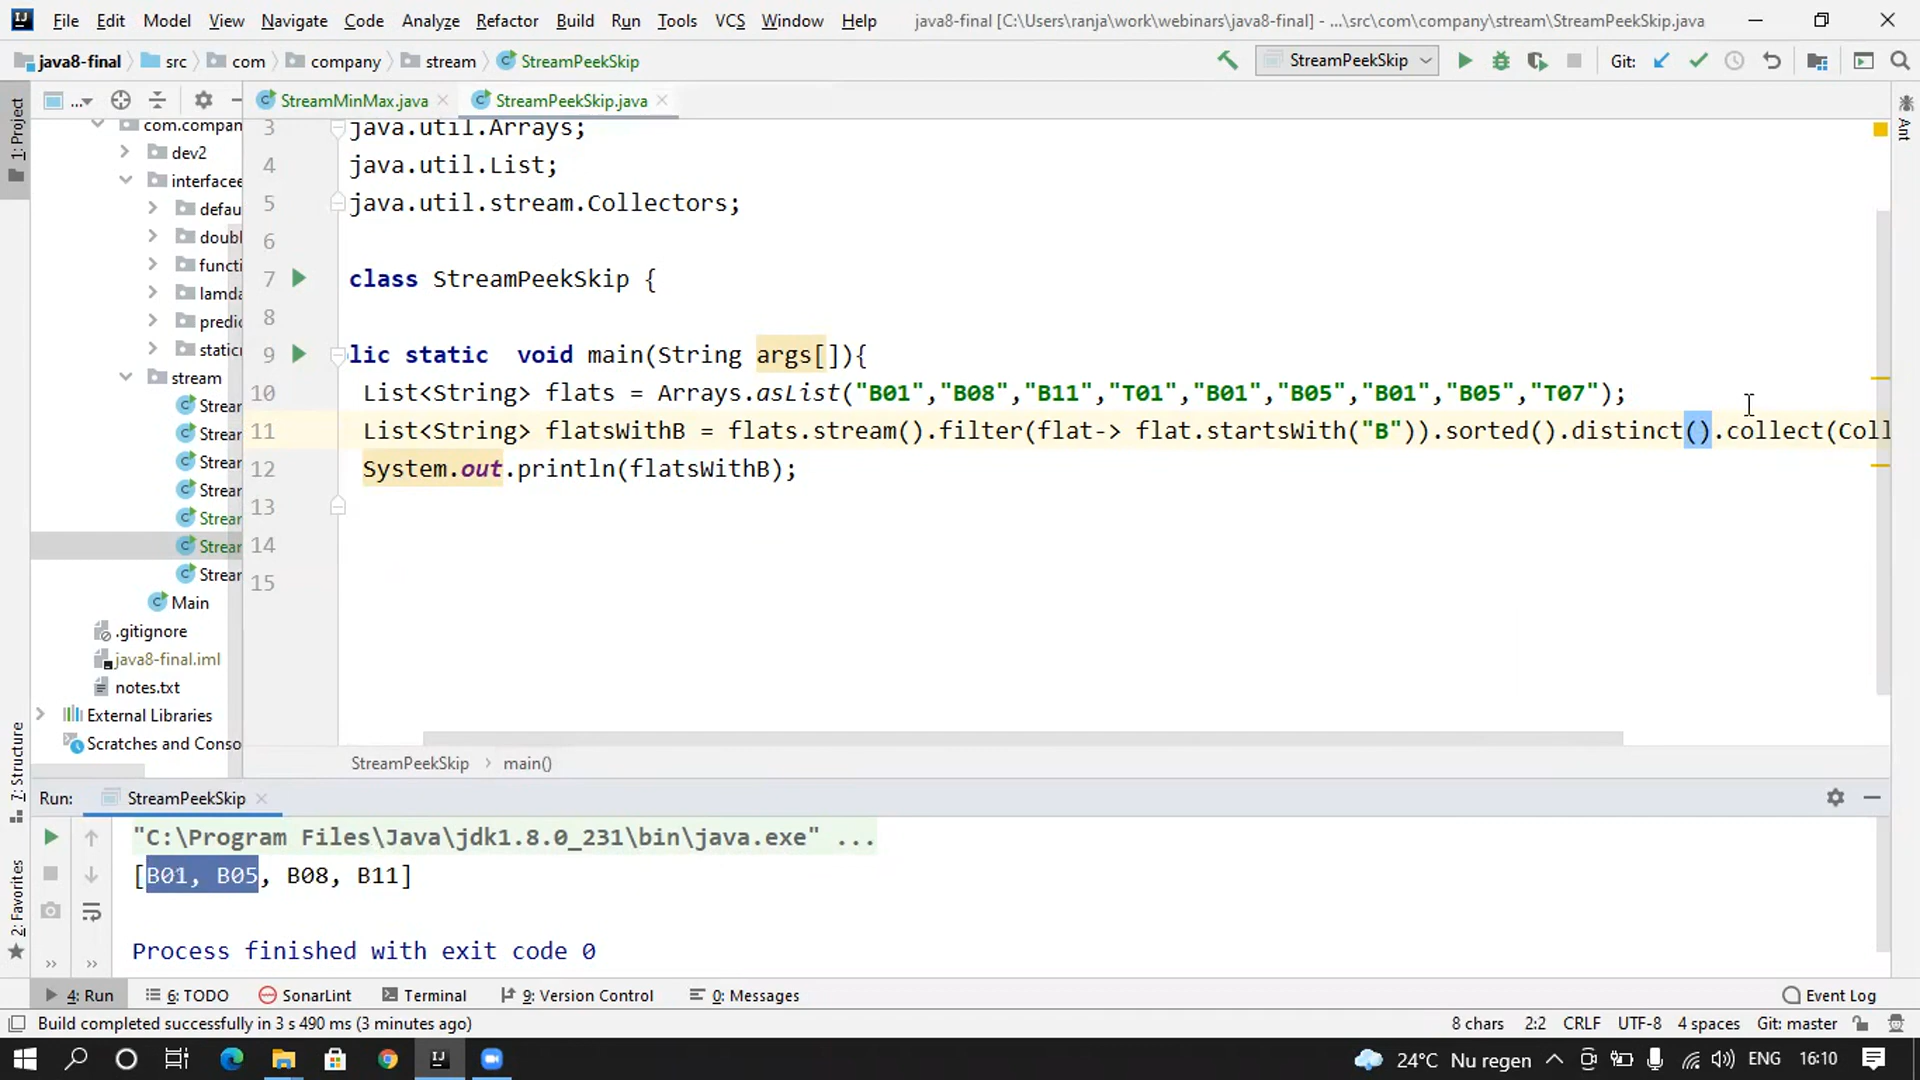 File Edit Model View Navigate Code Analyze Refactor Build Run Tools VCS Window Help java8-final [C:\Users\ranja\work\webinars\java8-final] - ...\src\com\company\stream\StreamPeekSkip.java
java8-final src com company stream StreamPeekSkip StreamPeekSkip Git:
... StreamMinMax.java StreamPeekSkip.java
1: Project
Ant
com.compan
dev2
interfacee
defau
doubl
functi
lamda
predic
static
stream
Strear
Strear
Strear
Strear
Strear
Strear
Strear
Main
.gitignore
java8-final.iml
notes.txt
External Libraries
Scratches and Conso
3 java.util.Arrays;
4 java.util.List;
5 java.util.stream.Collectors;
6
7 class StreamPeekSkip {
8
9 lic static  void main(String args[]){
10 List<String> flats = Arrays.asList("B01","B08","B11","T01","B01","B05","B01","B05","T07");
11 List<String> flatsWithB = flats.stream().filter(flat-> flat.startsWith("B")).sorted().distinct().collect(Coll
12 System.out.println(flatsWithB);
13
14
15
StreamPeekSkip main()
7: Structure
2: Favorites
Run: StreamPeekSkip
"C:\Program Files\Java\jdk1.8.0_231\bin\java.exe" ...
[B01, B05, B08, B11]
Process finished with exit code 0
4: Run 6: TODO SonarLint Terminal 9: Version Control 0: Messages Event Log
Build completed successfully in 3 s 490 ms (3 minutes ago) 8 chars 2:2 CRLF UTF-8 4 spaces Git: master
24°C Nu regen ENG 16:10